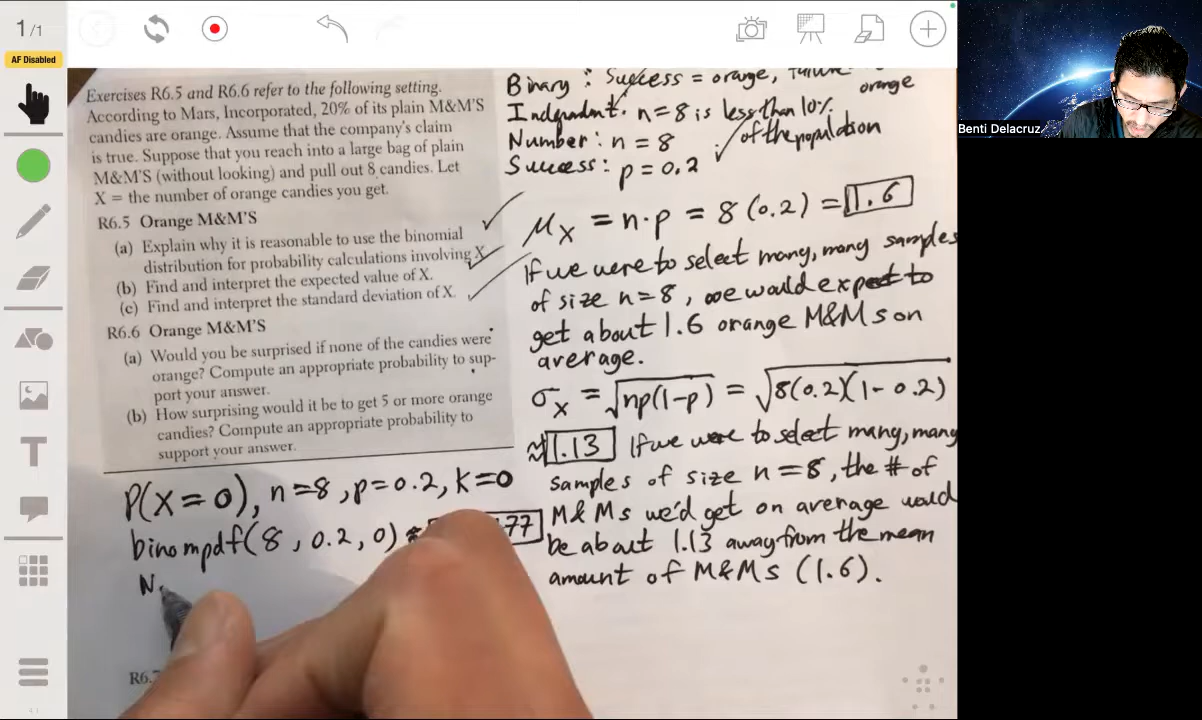 1/1
AF Disabled
Exercises R6.5 and R6.6 refer to the following setting.
According to Mars, Incorporated, 20% of its plain M&M'S
candies are orange. Assume that the company's claim
is true. Suppose that you reach into a large bag of plain
M&M'S (without looking) and pull out 8 candies. Let
X = the number of orange candies you get.
R6.5 Orange M&M'S
(a) Explain why it is reasonable to use the binomial
distribution for probability calculations involving X.
(b) Find and interpret the expected value of X.
(c) Find and interpret the standard deviation of X.
R6.6 Orange M&M'S
(a) Would you be surprised if none of the candies were
orange? Compute an appropriate probability to sup-
port your answer.
(b) How surprising would it be to get 5 or more orange
candies? Compute an appropriate probability to
support your answer.
P(X=0), n=8, p=0.2, k=0
binompdf(8, 0.2, 0) ≈ 77
N
R6.
Binary: Success = orange,
orange
Independent: n=8 is less than 10%
of the population
Number: n=8
Success: p=0.2
μX = n·p = 8(0.2) = 1.6
If we were to select many, many samples
of size n=8, we would expect to
get about 1.6 orange M&Ms on
average.
σX = √np(1-p) = √8(0.2)(1-0.2)
≈ 1.13 If we were to select many, many
samples of size n=8, the # of
M&Ms we'd get on average would
be about 1.13 away from the mean
amount of M&Ms (1.6).
Benti Delacruz